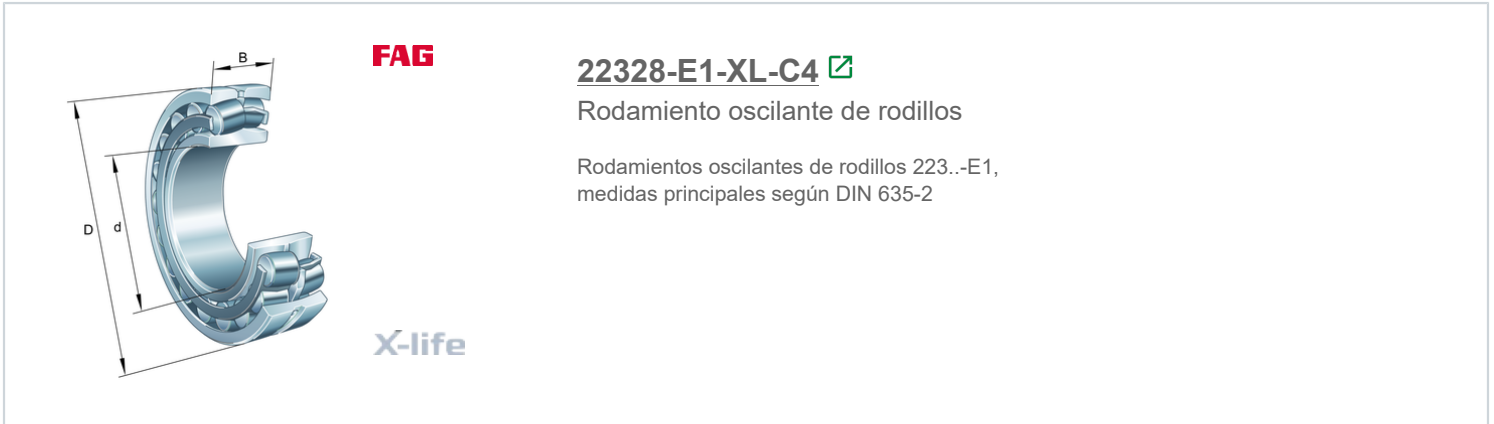 FAG
B
D
d
X-life
22328-E1-XL-C4
Rodamiento oscilante de rodillos
Rodamientos oscilantes de rodillos 223..-E1,
medidas principales según DIN 635-2